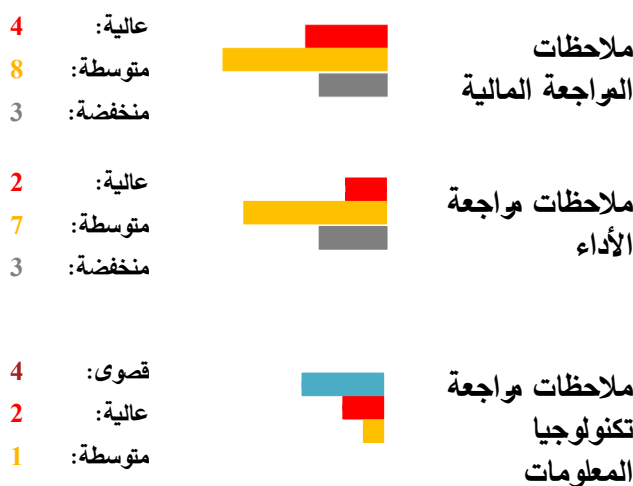 ملاحظات
المراجعة المالية
عالية: 4
متوسطة: 8
منخفضة: 3
ملاحظات مراجعة
الأداء
عالية: 2
متوسطة: 7
منخفضة: 3
ملاحظات مراجعة
تكنولوجيا
المعلومات
قصوى: 4
عالية: 2
متوسطة: 1